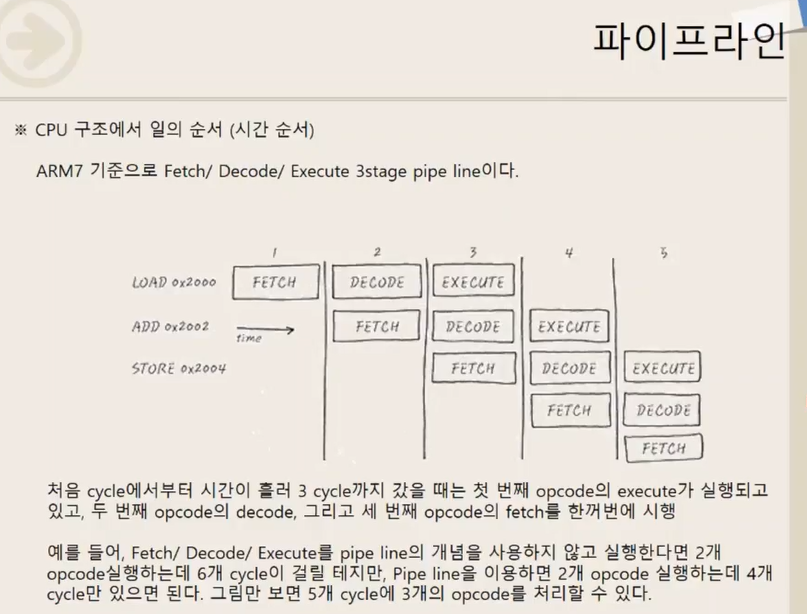 파이프라인
※ CPU 구조에서 일의 순서 (시간 순서)
ARM7 기준으로 Fetch/ Decode/ Execute 3stage pipe line이다.
1 2 3 4 5
LOAD 0x2000 FETCH DECODE EXECUTE
ADD 0x2002 time FETCH DECODE EXECUTE
STORE 0x2004 FETCH DECODE EXECUTE
FETCH DECODE
FETCH
처음 cycle에서부터 시간이 흘러 3 cycle까지 갔을 때는 첫 번째 opcode의 execute가 실행되고
있고, 두 번째 opcode의 decode, 그리고 세 번째 opcode의 fetch를 한꺼번에 시행
예를 들어, Fetch/ Decode/ Execute를 pipe line의 개념을 사용하지 않고 실행한다면 2개
opcode실행하는데 6개 cycle이 걸릴 테지만, Pipe line을 이용하면 2개 opcode 실행하는데 4개
cycle만 있으면 된다. 그림만 보면 5개 cycle에 3개의 opcode를 처리할 수 있다.